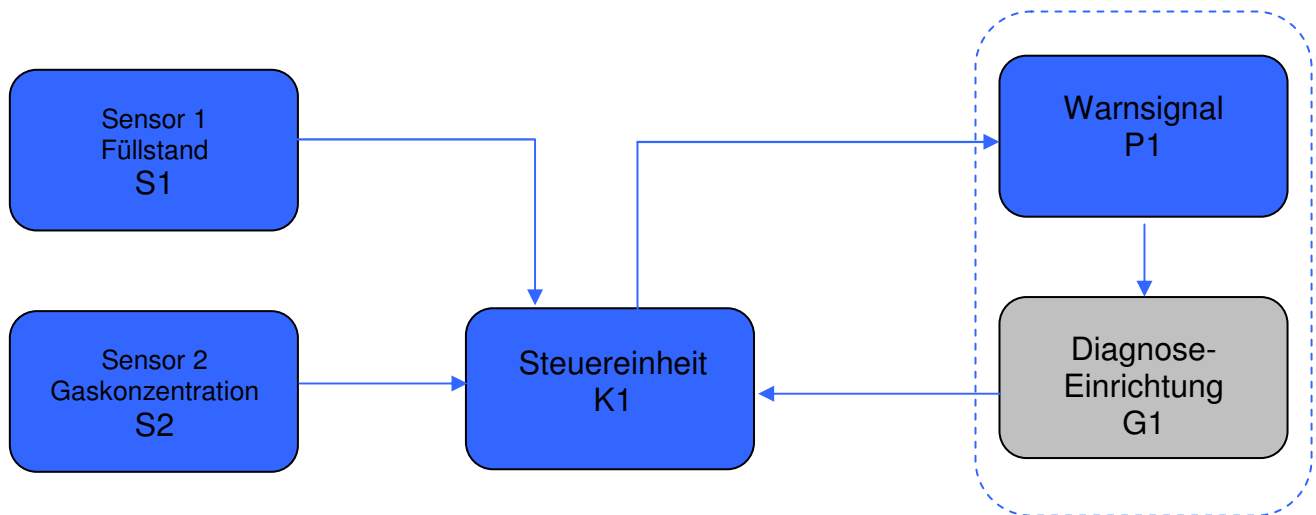 Sensor 1
Füllstand
S1
Warnsignal
P1
Sensor 2
Gaskonzentration
S2
Steuereinheit
K1
Diagnose-
Einrichtung
G1